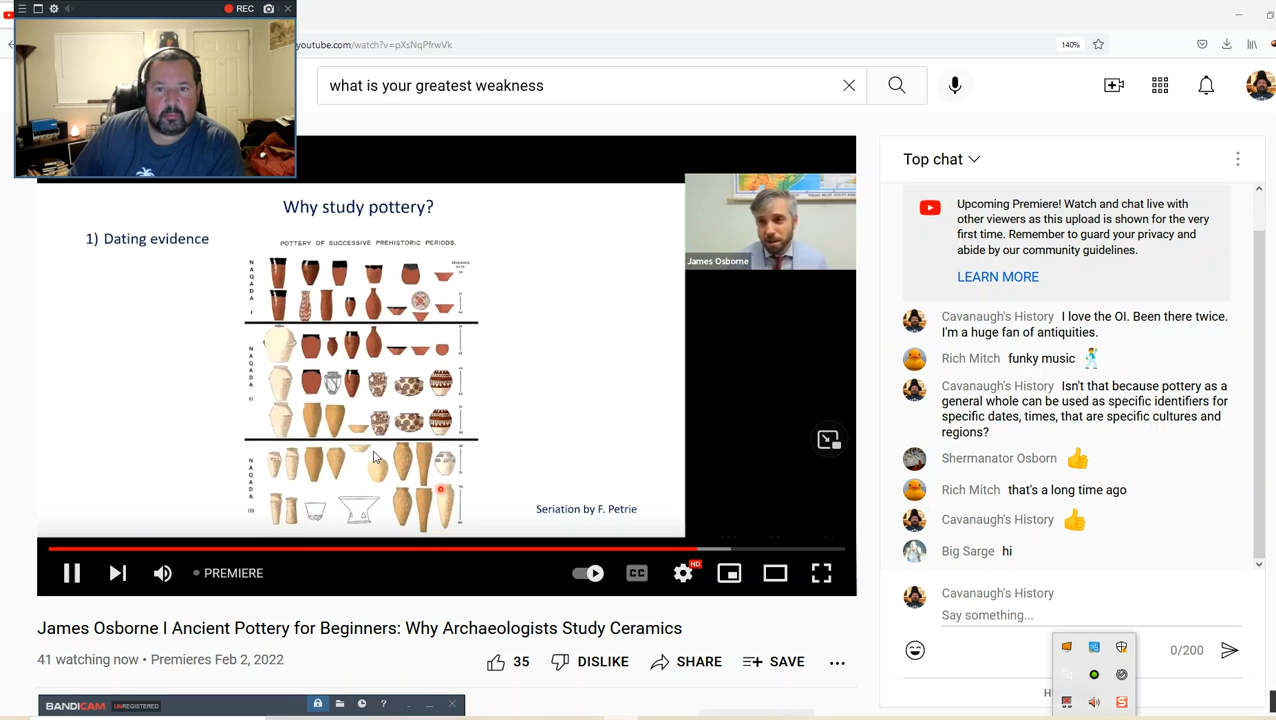 REC
youtube.com/watch?v=pXsNqPfrwVk
140%
what is your greatest weakness
Why study pottery?
1) Dating evidence
POTTERY OF SUCCESSIVE PREHISTORIC PERIODS.
NAQADA I
NAQADA II
NAQADA III
Seriation by F. Petrie
James Osborne
HD
CC
PREMIERE
James Osborne I Ancient Pottery for Beginners: Why Archaeologists Study Ceramics
41 watching now • Premieres Feb 2, 2022
35
DISLIKE
SHARE
SAVE
BANDICAM UNREGISTERED
?
Top chat
Upcoming Premiere! Watch and chat live with
other viewers as this upload is shown for the very
first time. Remember to guard your privacy and
abide by our community guidelines.
LEARN MORE
Cavanaugh's History I love the OI. Been there twice.
I'm a huge fan of antiquities.
Rich Mitch funky music
Cavanaugh's History Isn't that because pottery as a
general whole can be used as specific identifiers for
specific dates, times, that are specific cultures and
regions?
Shermanator Osborn
Rich Mitch that's a long time ago
Cavanaugh's History
Big Sarge hi
Cavanaugh's History
Say something...
0/200